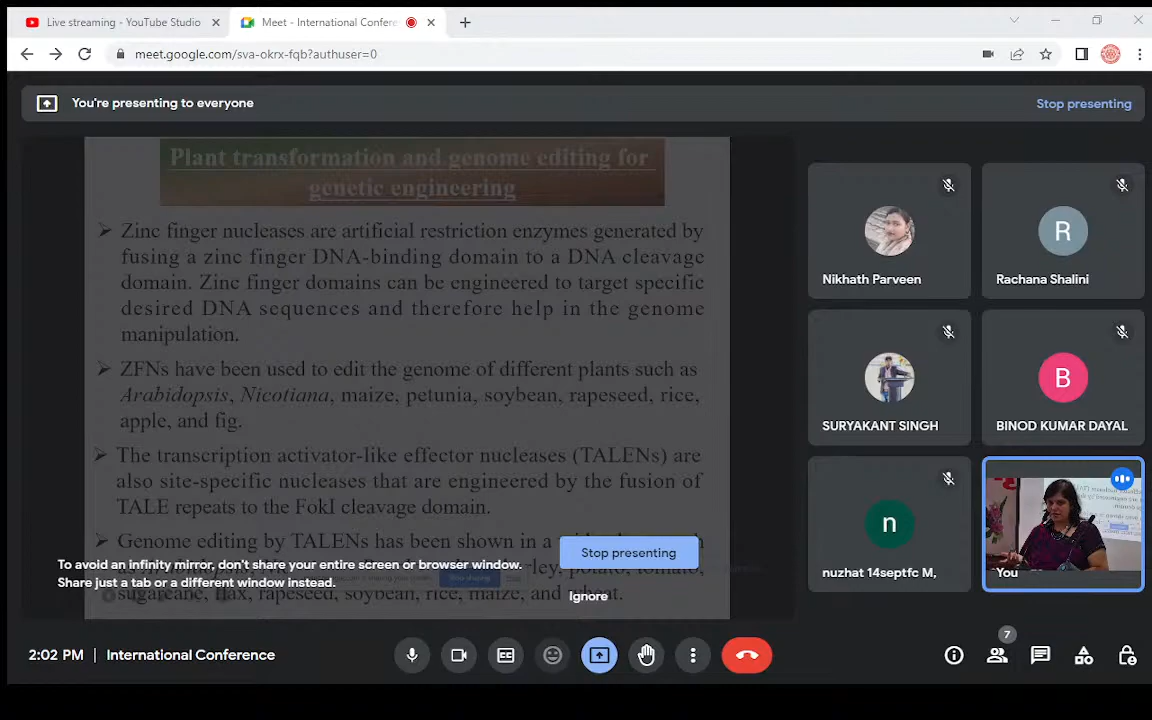 Live streaming - YouTube Studio
Meet - International Confere
meet.google.com/sva-okrx-fqb?authuser=0
You're presenting to everyone
Stop presenting
Plant transformation and genome editing for
genetic engineering
Zinc finger nucleases are artificial restriction enzymes generated by
fusing a zinc finger DNA-binding domain to a DNA cleavage
domain. Zinc finger domains can be engineered to target specific
desired DNA sequences and therefore help in the genome
manipulation.
ZFNs have been used to edit the genome of different plants such as
Arabidopsis, Nicotiana, maize, petunia, soybean, rapeseed, rice,
apple, and fig.
The transcription activator-like effector nucleases (TALENs) are
also site-specific nucleases that are engineered by the fusion of
TALE repeats to the FokI cleavage domain.
Genome editing by TALENs has been shown in a
potato, tomato,
sugarcane, flax, rapeseed, soybean, rice, maize, and wheat.
To avoid an infinity mirror, don't share your entire screen or browser window.
Share just a tab or a different window instead.
Stop presenting
Ignore
Nikhath Parveen
R
Rachana Shalini
SURYAKANT SINGH
B
BINOD KUMAR DAYAL
n
nuzhat 14septfc M,
You
2:02 PM | International Conference
7